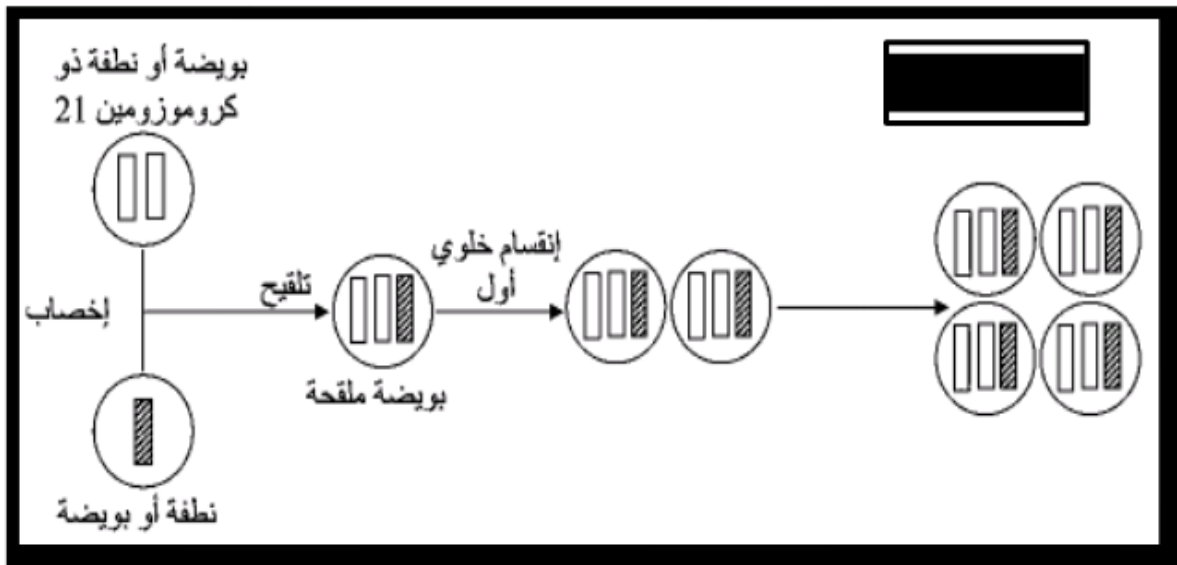 بويضة أو نطفة ذو
كروموزومين 21
إخصاب
تلقيح
إنقسام خلوي
أول
بويضة ملقحة
نطفة أو بويضة